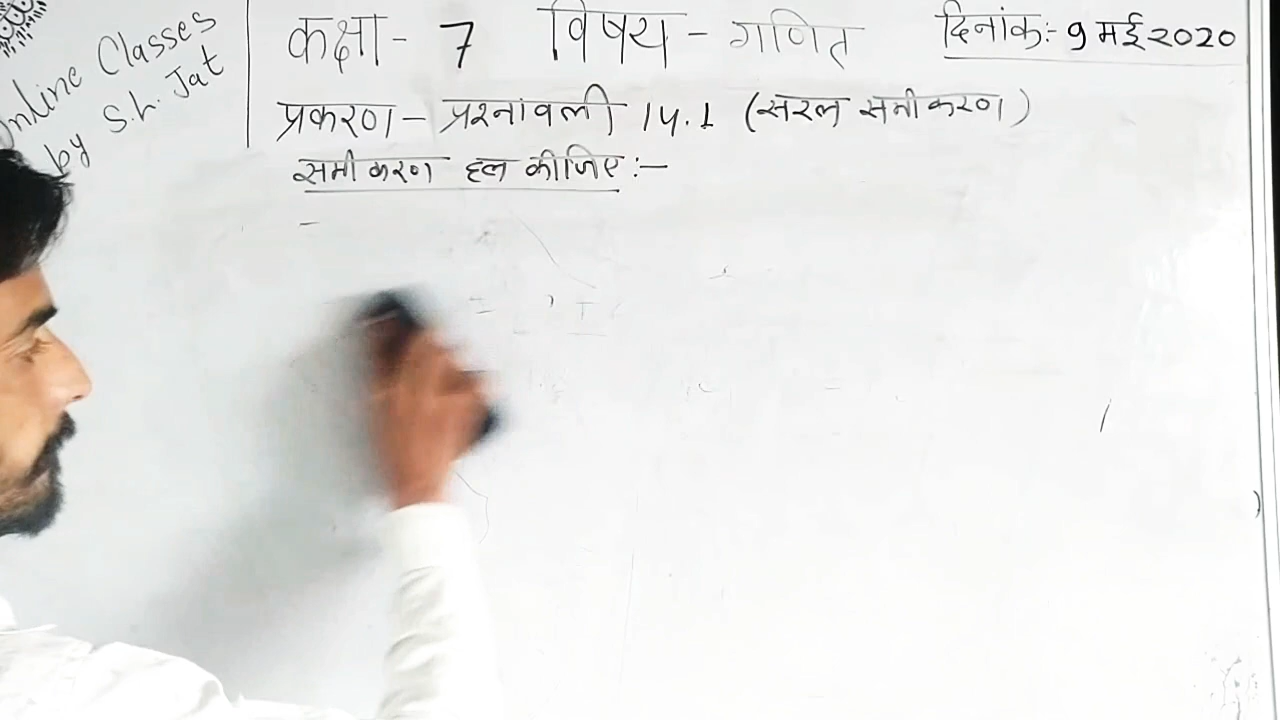 Online Classes
by S.L. Jat
कक्षा - 7 विषय - गणित
दिनांक:- 9 मई 2020
प्रकरण - प्रश्नावली 14.1 (सरल समीकरण)
समीकरण हल कीजिए :-